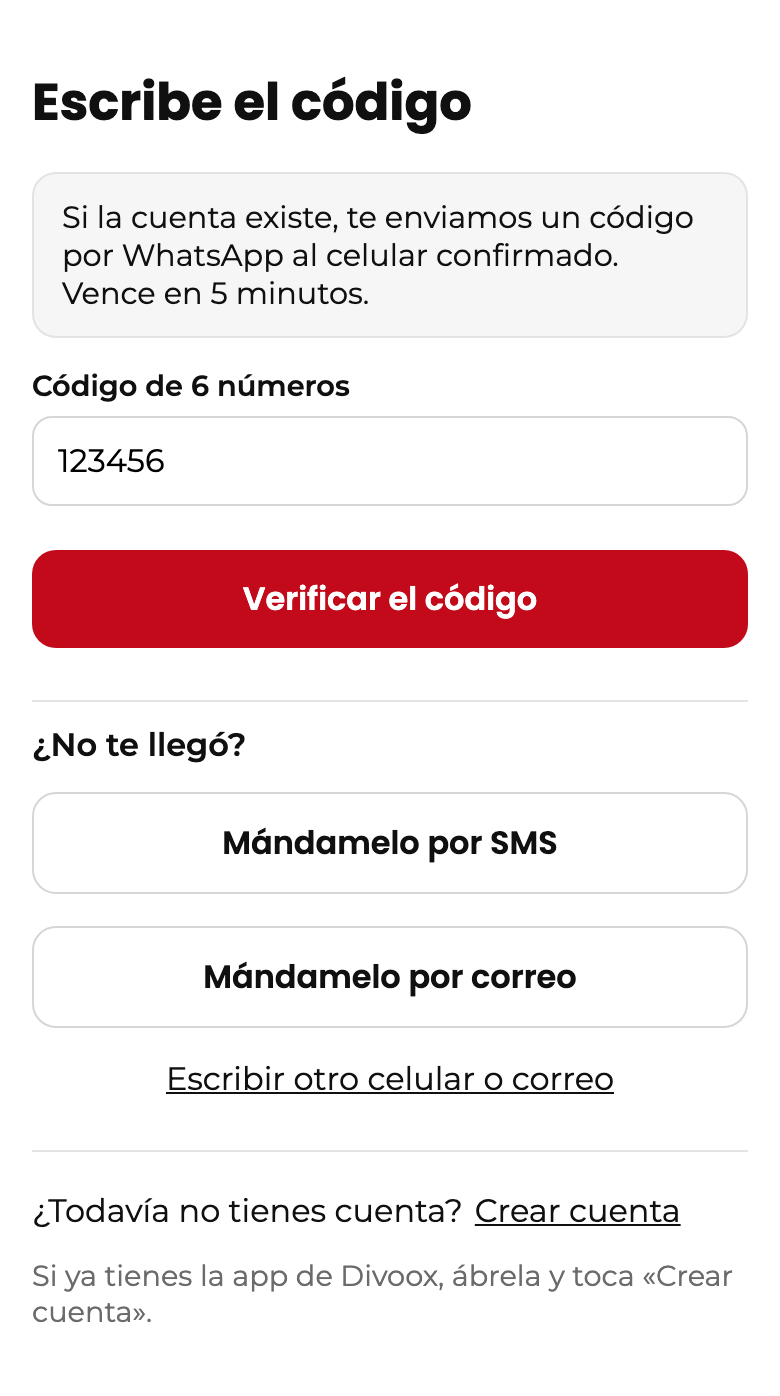 Escribe el código
Si la cuenta existe, te enviamos un código
por WhatsApp al celular confirmado.
Vence en 5 minutos.
Código de 6 números
123456
Verificar el código
¿No te llegó?
Mándamelo por SMS
Mándamelo por correo
Escribir otro celular o correo
¿Todavía no tienes cuenta? Crear cuenta
Si ya tienes la app de Divoox, ábrela y toca «Crear
cuenta».